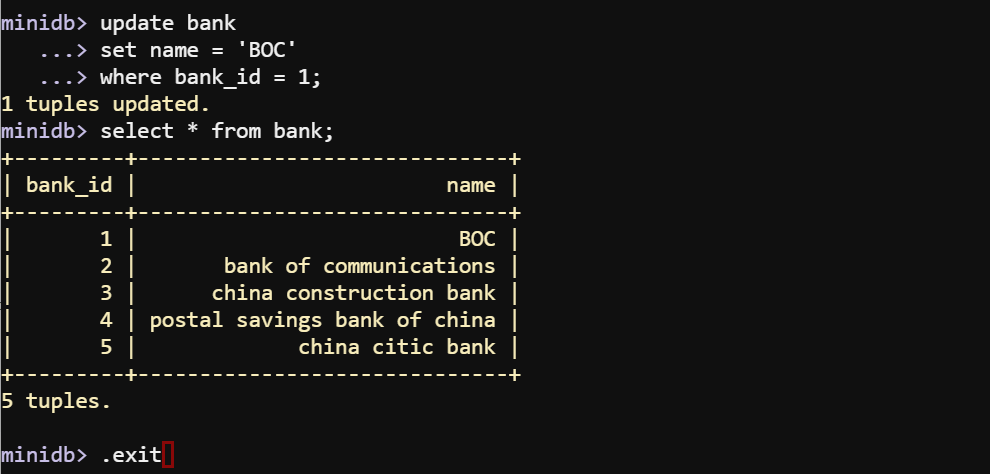 minidb> update bank
   ...> set name = 'BOC'
   ...> where bank_id = 1;
1 tuples updated.
minidb> select * from bank;
+---------+------------------------------+
| bank_id |                         name |
+---------+------------------------------+
|       1 |                          BOC |
|       2 |       bank of communications |
|       3 |      china construction bank |
|       4 | postal savings bank of china |
|       5 |             china citic bank |
+---------+------------------------------+
5 tuples.
minidb> .exit